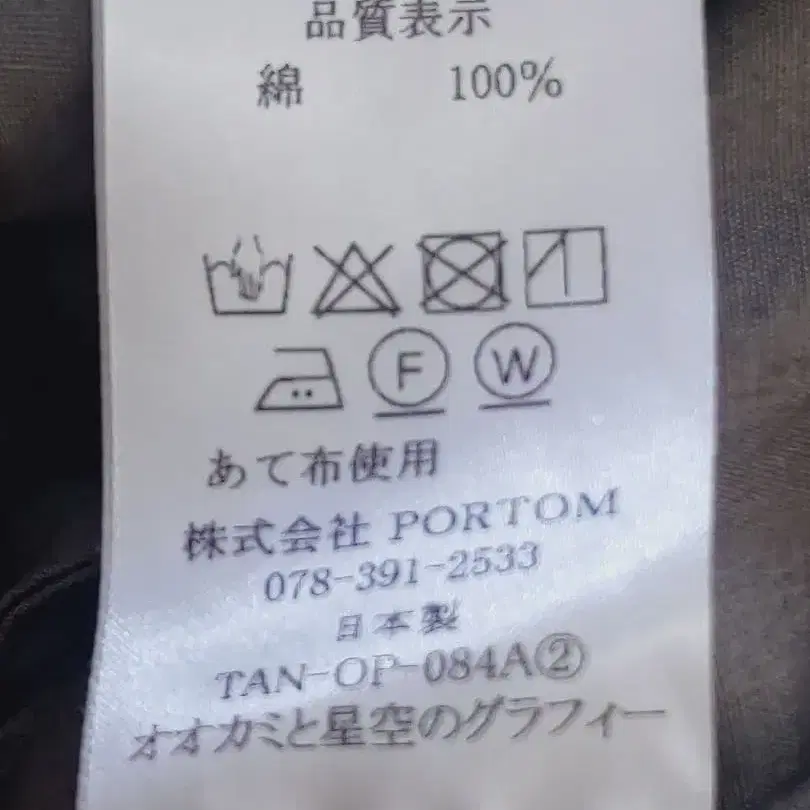 品質表示
綿 100%
F W
あて布使用
株式会社 PORTOM
078-391-2533
日本製
TAN-OP-084A②
オオカミと星空のグラフィー